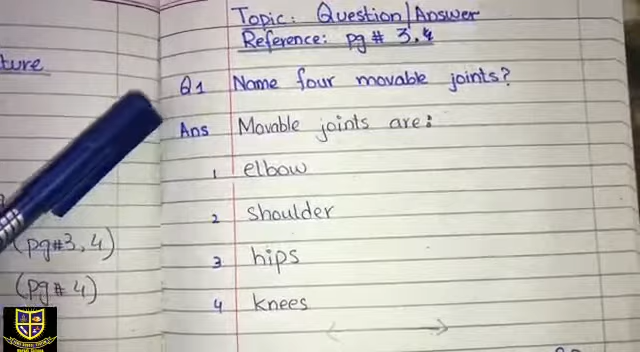 ture
(pg#3,4)
(pg# 4)
Topic: Question/Answer
Reference: pg # 3,4
Q1 Name four movable joints?
Ans Movable joints are:
1 elbow
2 shoulder
3 hips
4 knees